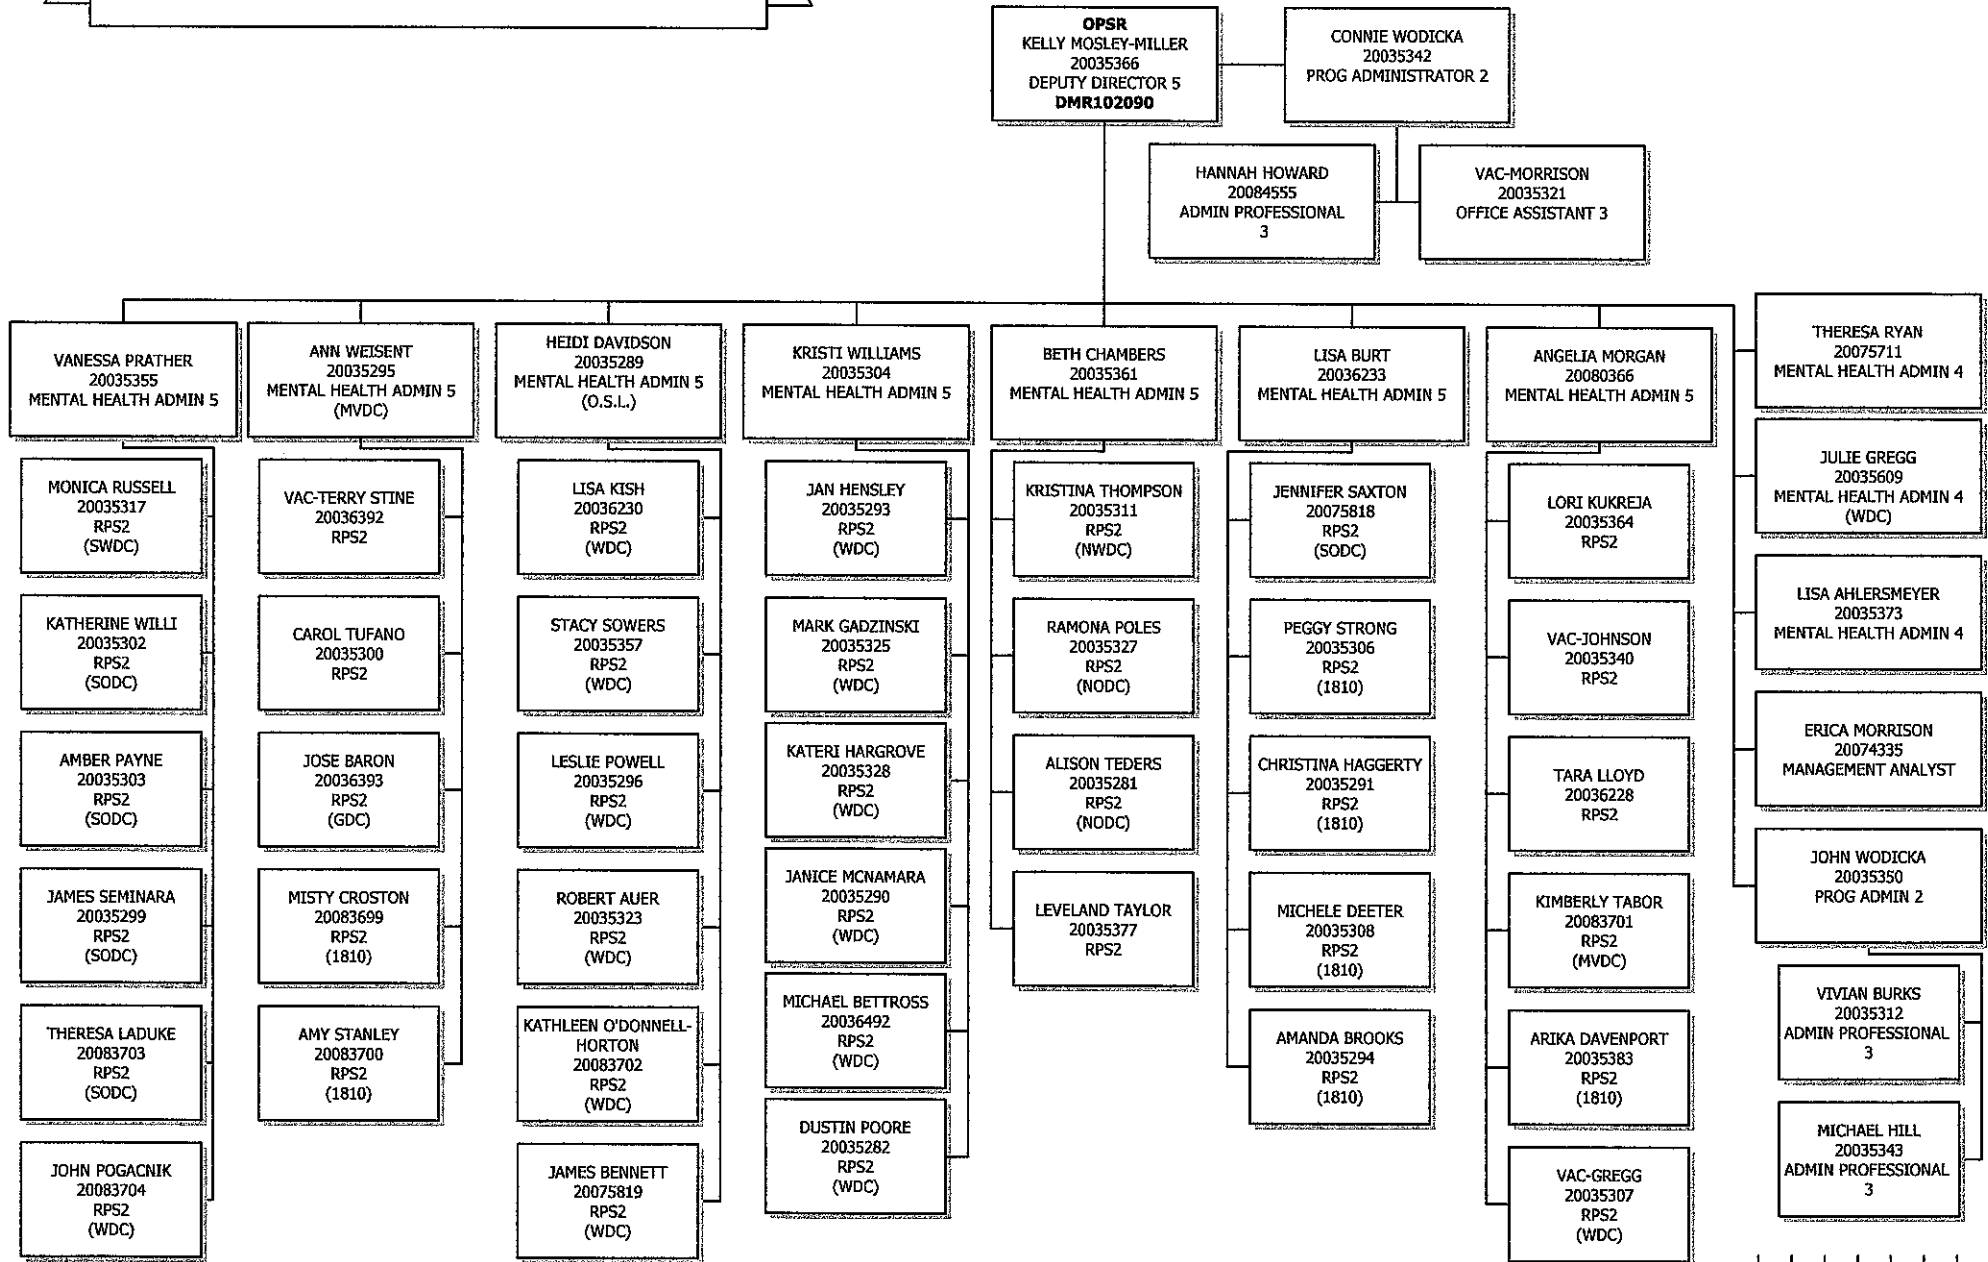 OPSR
KELLY MOSLEY-MILLER
20035366
DEPUTY DIRECTOR 5
DMR102090
CONNIE WODICKA
20035342
PROG ADMINISTRATOR 2
HANNAH HOWARD
20084555
ADMIN PROFESSIONAL
3
VAC-MORRISON
20035321
OFFICE ASSISTANT 3
VANESSA PRATHER
20035355
MENTAL HEALTH ADMIN 5
MONICA RUSSELL
20035317
RPS2
(SWDC)
KATHERINE WILLI
20035302
RPS2
(SODC)
AMBER PAYNE
20035303
RPS2
(SODC)
JAMES SEMINARA
20035299
RPS2
(SODC)
THERESA LADUKE
20083703
RPS2
(SODC)
JOHN POGACNIK
20083704
RPS2
(WDC)
ANN WEISENT
20035295
MENTAL HEALTH ADMIN 5
(MVDC)
VAC-TERRY STINE
20036392
RPS2
CAROL TUFANO
20035300
RPS2
JOSE BARON
20036393
RPS2
(GDC)
MISTY CROSTON
20083699
RPS2
(1810)
AMY STANLEY
20083700
RPS2
(1810)
HEIDI DAVIDSON
20035289
MENTAL HEALTH ADMIN 5
(O.S.L.)
LISA KISH
20036230
RPS2
(WDC)
STACY SOWERS
20035357
RPS2
(WDC)
LESLIE POWELL
20035296
RPS2
(WDC)
ROBERT AUER
20035323
RPS2
(WDC)
KATHLEEN O'DONNELL-
HORTON
20083702
RPS2
(WDC)
JAMES BENNETT
20075819
RPS2
(WDC)
KRISTI WILLIAMS
20035304
MENTAL HEALTH ADMIN 5
JAN HENSLEY
20035293
RPS2
(WDC)
MARK GADZINSKI
20035325
RPS2
(WDC)
KATERI HARGROVE
20035328
RPS2
(WDC)
JANICE MCNAMARA
20035290
RPS2
(WDC)
MICHAEL BETTROSS
20036492
RPS2
(WDC)
DUSTIN POORE
20035282
RPS2
(WDC)
BETH CHAMBERS
20035361
MENTAL HEALTH ADMIN 5
KRISTINA THOMPSON
20035311
RPS2
(NWDC)
RAMONA POLES
20035327
RPS2
(NODC)
ALISON TEDERS
20035281
RPS2
(NODC)
LEVELAND TAYLOR
20035377
RPS2
LISA BURT
20036233
MENTAL HEALTH ADMIN 5
JENNIFER SAXTON
20075818
RPS2
(SODC)
PEGGY STRONG
20035306
RPS2
(1810)
CHRISTINA HAGGERTY
20035291
RPS2
(1810)
MICHELE DEETER
20035308
RPS2
(1810)
AMANDA BROOKS
20035294
RPS2
(1810)
ANGELIA MORGAN
20080366
MENTAL HEALTH ADMIN 5
LORI KUKREJA
20035364
RPS2
VAC-JOHNSON
20035340
RPS2
TARA LLOYD
20036228
RPS2
KIMBERLY TABOR
20083701
RPS2
(MVDC)
ARIKA DAVENPORT
20035383
RPS2
(1810)
VAC-GREGG
20035307
RPS2
(WDC)
THERESA RYAN
20075711
MENTAL HEALTH ADMIN 4
JULIE GREGG
20035609
MENTAL HEALTH ADMIN 4
(WDC)
LISA AHLERSMEYER
20035373
MENTAL HEALTH ADMIN 4
ERICA MORRISON
20074335
MANAGEMENT ANALYST
JOHN WODICKA
20035350
PROG ADMIN 2
VIVIAN BURKS
20035312
ADMIN PROFESSIONAL
3
MICHAEL HILL
20035343
ADMIN PROFESSIONAL
3